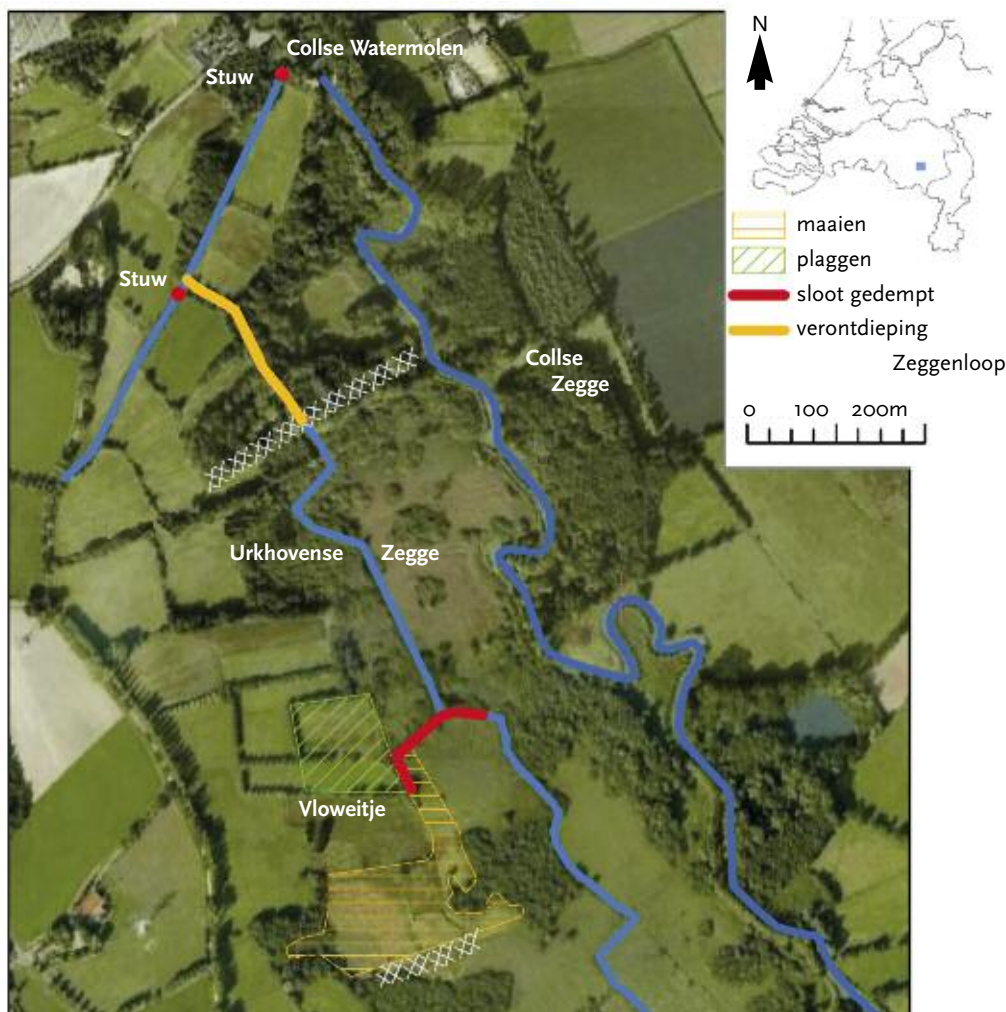 Collse Watermolen
Stuw
N
Stuw
maaien
plaggen
sloot gedempt
verontdieping
Zeggenloop
0 100 200m
Collse
Zegge
Urkhovense Zegge
Vloweitje